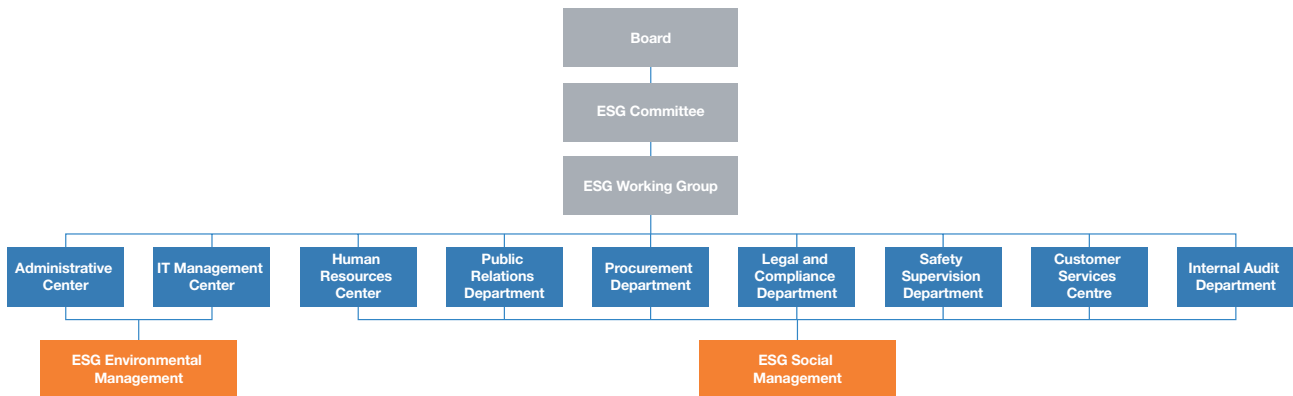 Board
ESG Committee
ESG Working Group
Administrative
Center
IT Management
Center
Human
Resources
Center
Public
Relations
Department
Procurement
Department
Legal and
Compliance
Department
Safety
Supervision
Department
Customer
Services
Centre
Internal Audit
Department
ESG Environmental
Management
ESG Social
Management